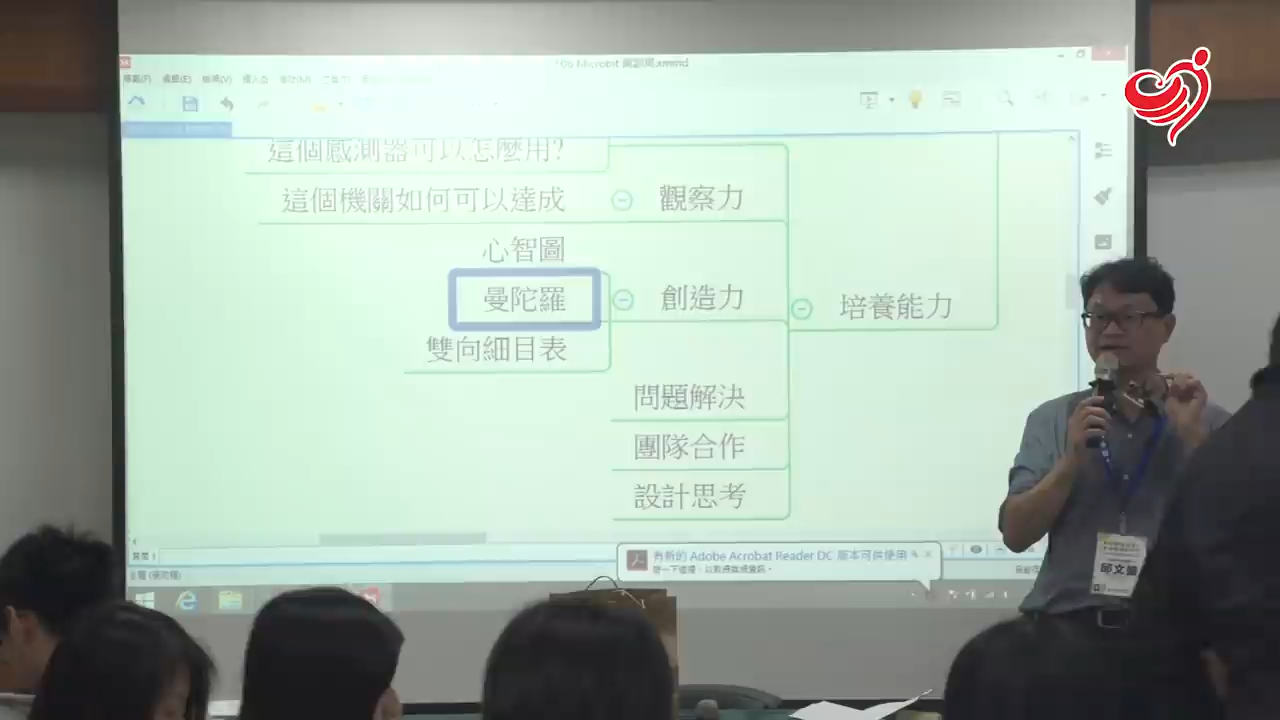 這個感測器可以怎麼用?
這個機關如何可以達成
觀察力
心智圖
曼陀羅
創造力
培養能力
雙向細目表
問題解決
團隊合作
設計思考
有新的 Adobe Acrobat Reader DC 版本可供使用
邱文盛